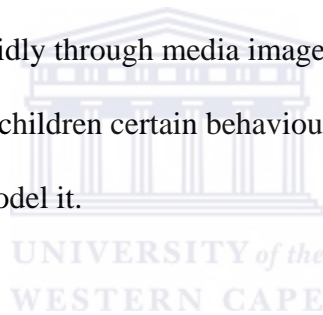 idly through media image
children certain behaviou
odel it.
UNIVERSITY of the
WESTERN CAPE